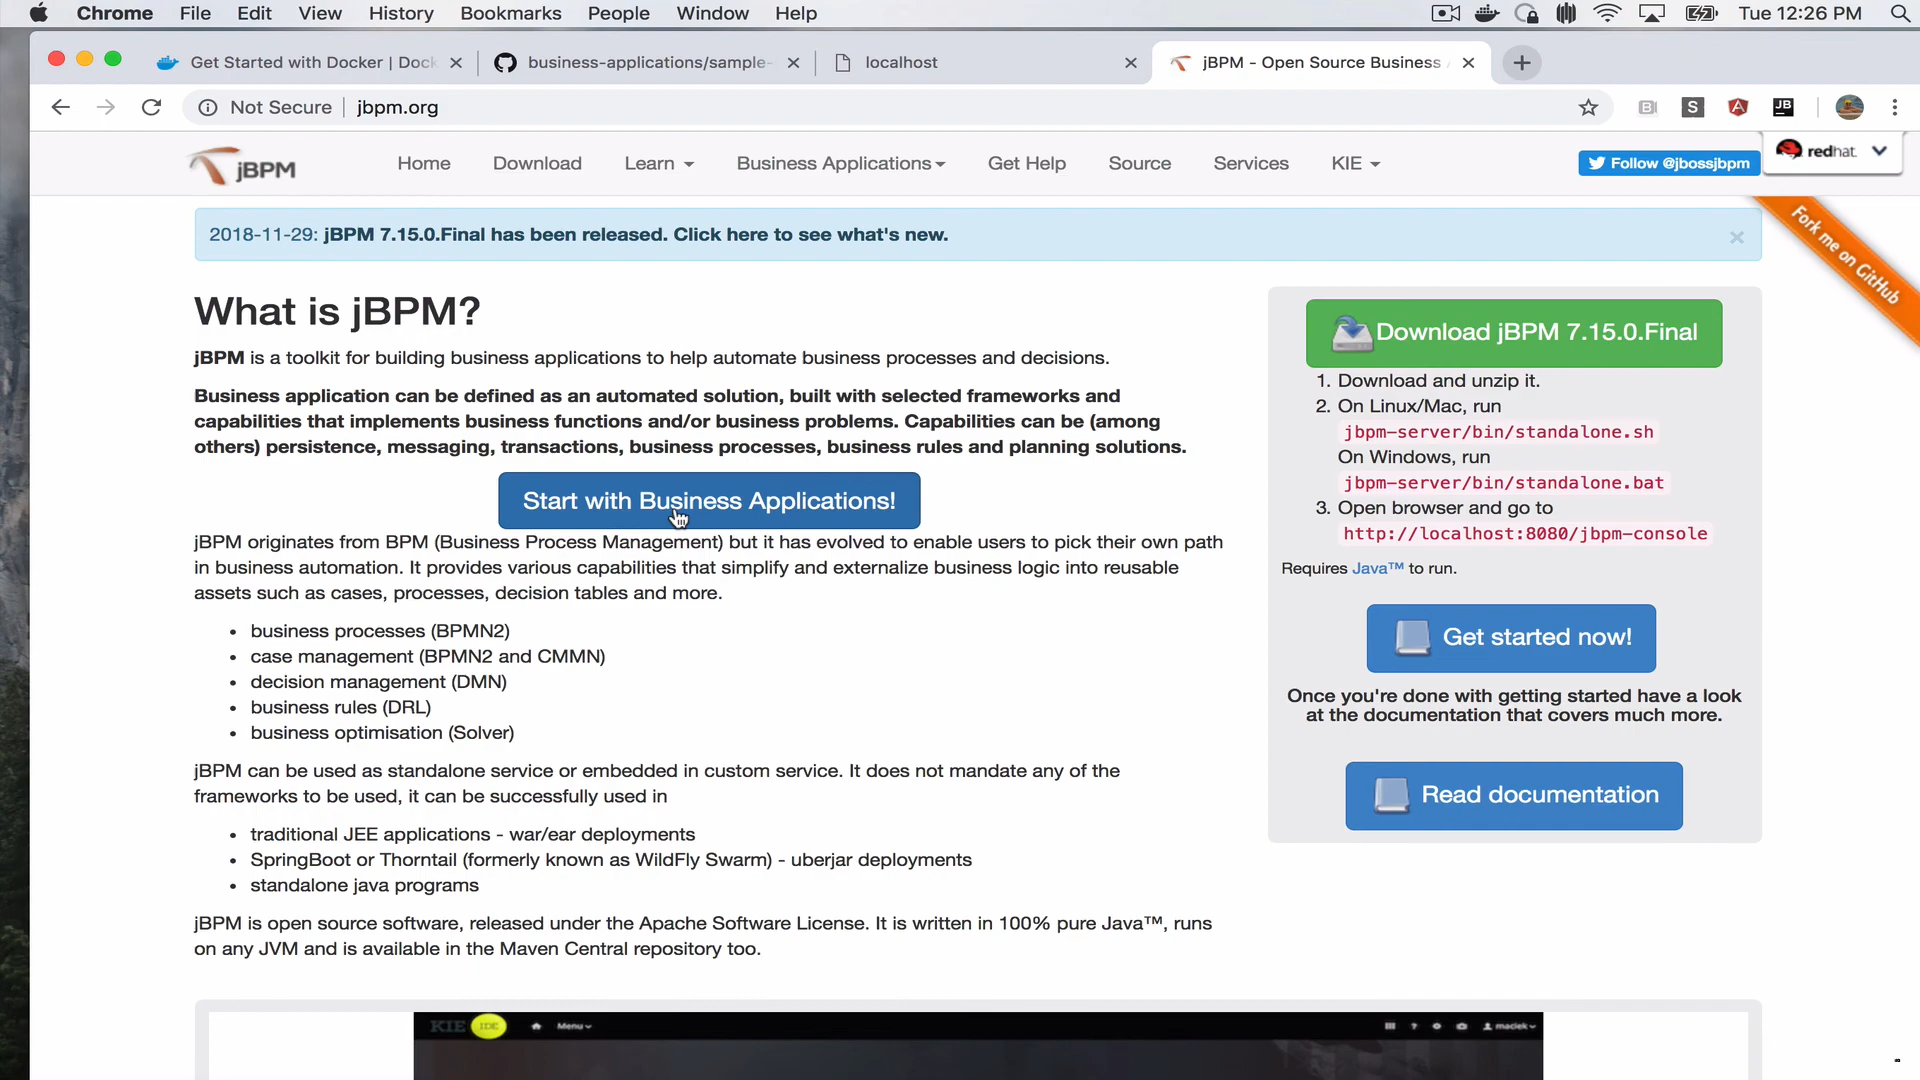 Chrome File Edit View History Bookmarks People Window Help Tue 12:26 PM
Get Started with Docker | Dock business-applications/sample- localhost jBPM - Open Source Business
Not Secure jbpm.org
S JB
jBPM Home Download Learn Business Applications Get Help Source Services KIE Follow @jbossjbpm redhat.
Fork me on GitHub
2018-11-29: jBPM 7.15.0.Final has been released. Click here to see what's new. ×
What is jBPM?
jBPM is a toolkit for building business applications to help automate business processes and decisions.
Business application can be defined as an automated solution, built with selected frameworks and
capabilities that implements business functions and/or business problems. Capabilities can be (among
others) persistence, messaging, transactions, business processes, business rules and planning solutions.
Start with Business Applications!
jBPM originates from BPM (Business Process Management) but it has evolved to enable users to pick their own path
in business automation. It provides various capabilities that simplify and externalize business logic into reusable
assets such as cases, processes, decision tables and more.
• business processes (BPMN2)
• case management (BPMN2 and CMMN)
• decision management (DMN)
• business rules (DRL)
• business optimisation (Solver)
jBPM can be used as standalone service or embedded in custom service. It does not mandate any of the
frameworks to be used, it can be successfully used in
• traditional JEE applications - war/ear deployments
• SpringBoot or Thorntail (formerly known as WildFly Swarm) - uberjar deployments
• standalone java programs
jBPM is open source software, released under the Apache Software License. It is written in 100% pure Java™, runs
on any JVM and is available in the Maven Central repository too.
Download jBPM 7.15.0.Final
1. Download and unzip it.
2. On Linux/Mac, run
jbpm-server/bin/standalone.sh
On Windows, run
jbpm-server/bin/standalone.bat
3. Open browser and go to
http://localhost:8080/jbpm-console
Requires Java™ to run.
Get started now!
Once you're done with getting started have a look
at the documentation that covers much more.
Read documentation
KIE IDE Menu ? maciek